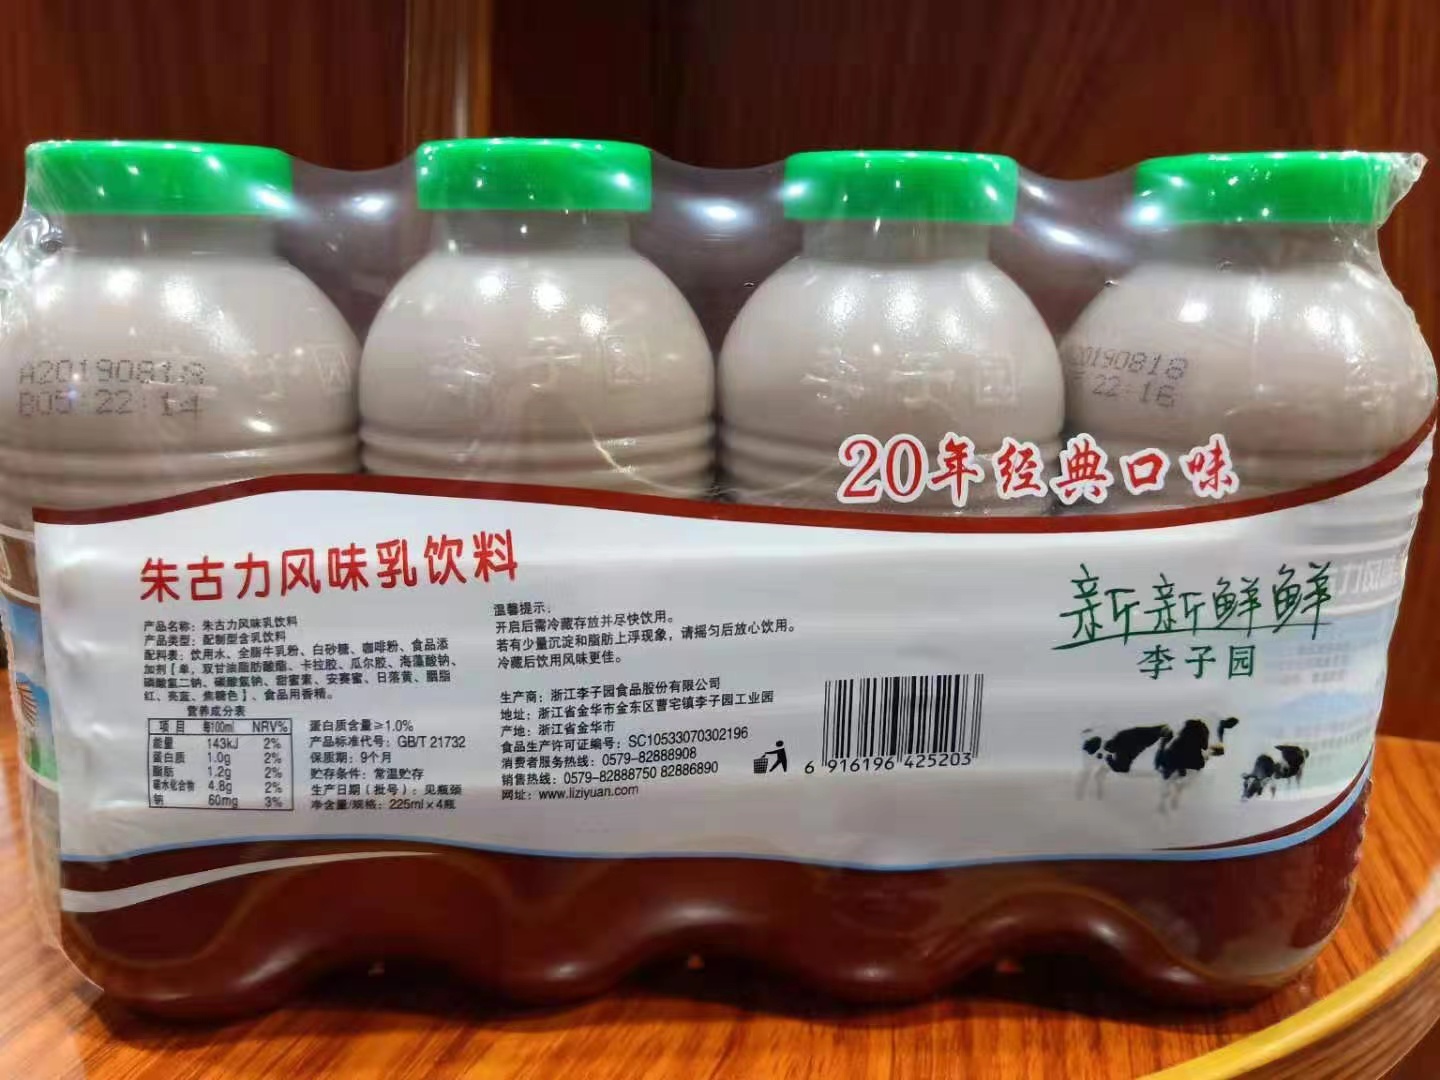 A20190818
B05 22:14
20190818
22:16
20年经典口味
朱古力风味乳饮料
产品名称：朱古力风味乳饮料
产品类型：配制型含乳饮料
配料表：饮用水、全脂牛乳粉、白砂糖、咖啡粉、食品添
加剂【单，双甘油脂肪酸酯、卡拉胶、瓜尔胶、海藻酸钠、
磷酸氢二钠、碳酸氢钠、甜蜜素、安赛蜜、日落黄、胭脂
红、亮蓝、焦糖色】、食品用香精。
营养成分表
项 目 每100ml NRV%
能量 143kJ 2%
蛋白质 1.0g 2%
脂肪 1.2g 2%
碳水化合物 4.8g 2%
钠 60mg 3%
蛋白质含量≥1.0%
产品标准代号：GB/T 21732
保质期：9个月
贮存条件：常温贮存
生产日期（批号）：见瓶颈
净含量/规格：225ml×4瓶
温馨提示：
开启后需冷藏存放并尽快饮用。
若有少量沉淀和脂肪上浮现象，请摇匀后放心饮用。
冷藏后饮用风味更佳。
生产商：浙江李子园食品股份有限公司
地址：浙江省金华市金东区曹宅镇李子园工业园
产地：浙江省金华市
食品生产许可证编号：SC10533070302196
消费者服务热线：0579-82888908
销售热线：0579-82888750 82886890
网址：www.liziyuan.com
6 916196 425203
新新鲜鲜
李子园